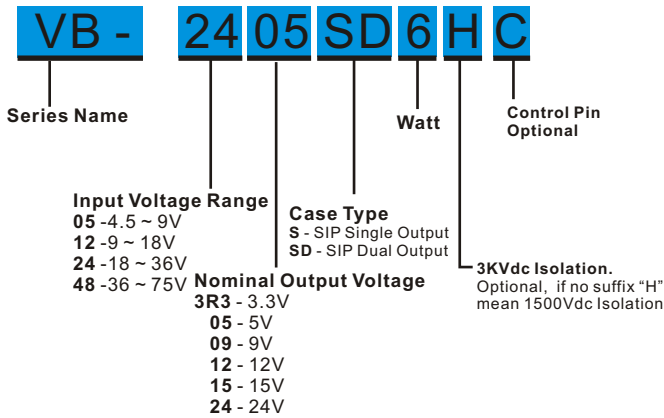 VB - 24 05 SD 6 H C
Series Name
Watt
Control Pin
Optional
Input Voltage Range
05 -4.5 ~ 9V
12 -9 ~ 18V
24 -18 ~ 36V
48 -36 ~ 75V
Case Type
S - SIP Single Output
SD - SIP Dual Output
Nominal Output Voltage
3R3 - 3.3V
05 - 5V
09 - 9V
12 - 12V
15 - 15V
24 - 24V
3KVdc Isolation.
Optional, if no suffix “H”
mean 1500Vdc Isolation